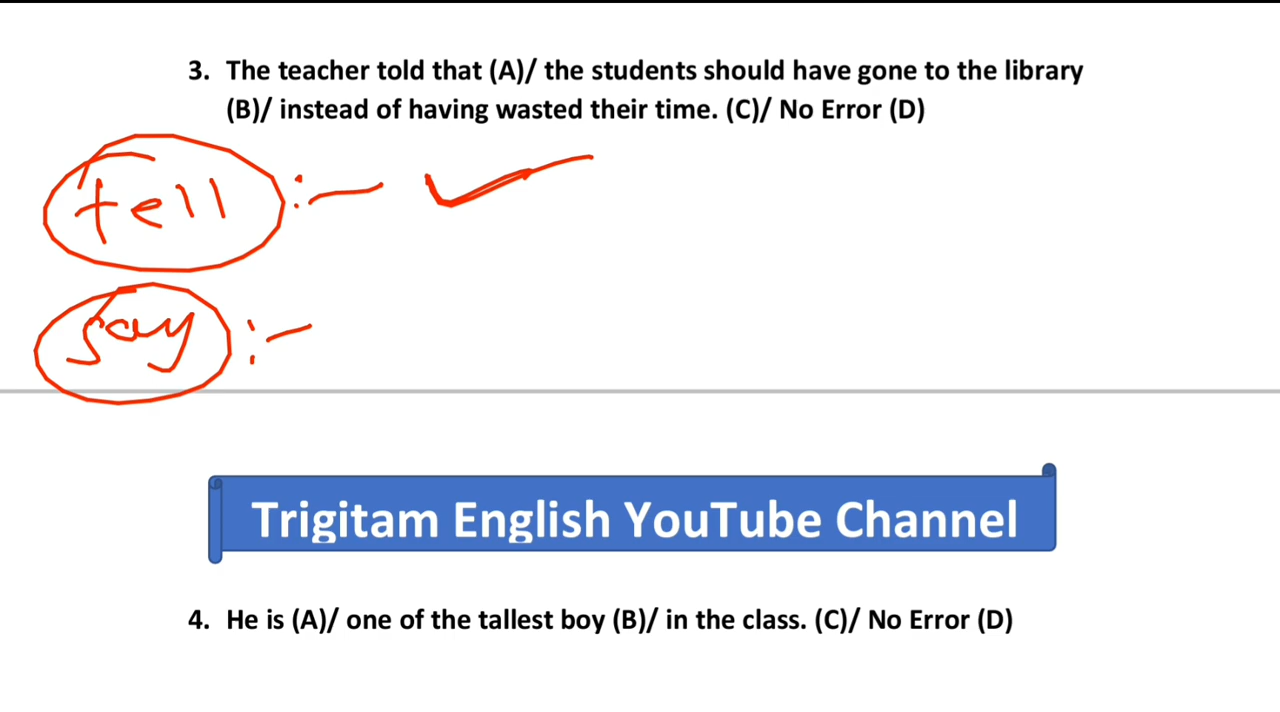 3. The teacher told that (A)/ the students should have gone to the library
(B)/ instead of having wasted their time. (C)/ No Error (D)
tell :-
say :-
Trigitam English YouTube Channel
4. He is (A)/ one of the tallest boy (B)/ in the class. (C)/ No Error (D)